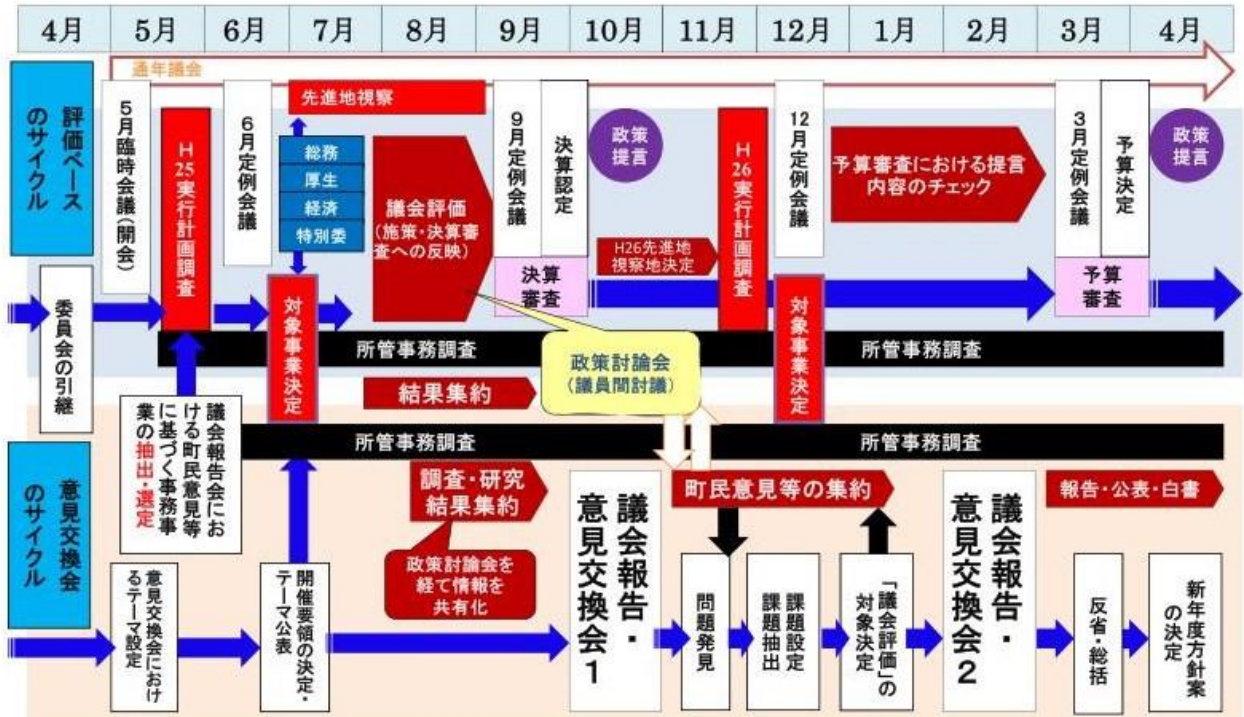 4月
5月
6月
7月
8月
9月
10月
11月
12月
1月
2月
3月
4月
通年議会
評価ベース
のサイクル
5月臨時会議(開会)
H25実行計画調査
6月定例会議
先進地視察
総務
厚生
経済
特別委
議会評価
(施策・決算審
査への反映)
9月定例会議
決算認定
政策
提言
H26実行計画調査
12月定例会議
予算審査における提言
内容のチェック
3月定例会議
予算決定
政策
提言
H26先進地
視察地決定
決算
審査
予算
審査
委員会の引継
対象事業決定
対象事業決定
所管事務調査
所管事務調査
政策討論会
(議員間討議)
結果集約
議会報告会にお
ける町民意見等
に基づく事務事
業の抽出・選定
所管事務調査
所管事務調査
意見交換会
のサイクル
調査・研究
結果集約
政策討論会を
経て情報を
共有化
議会報告・
意見交換会1
町民意見等の集約
議会報告・
意見交換会2
報告・公表・白書
意見交換会におけ
るテーマ設定
開催要領の決定・
テーマ公表
問題発見
課題設定
課題抽出
「議会評価」の
対象決定
反省・総括
新年度方針案
の決定